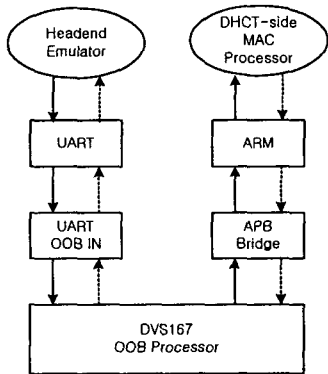 Headend
Emulator
DHCT-side
MAC
Processor
UART
ARM
UART
OOB IN
APB
Bridge
DVS167
OOB Processor